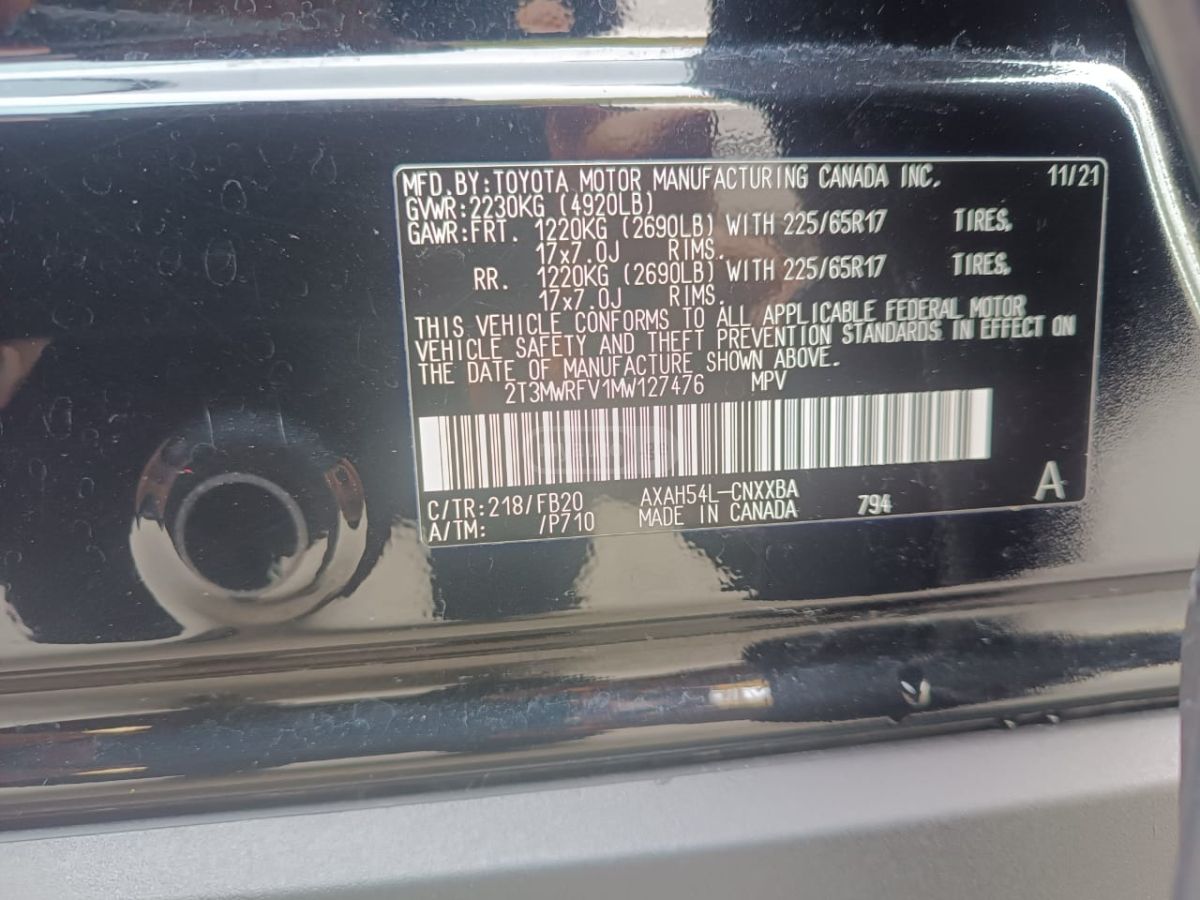 MFD. BY: TOYOTA MOTOR MANUFACTURING CANADA INC. 11/21
GVWR: 2230KG (4920LB)
GAWR: FRT. 1220KG (2690LB) WITH 225/65R17 TIRES,
17x7.0J RIMS.
RR. 1220KG (2690LB) WITH 225/65R17 TIRES,
17x7.0J RIMS.
THIS VEHICLE CONFORMS TO ALL APPLICABLE FEDERAL MOTOR
VEHICLE SAFETY AND THEFT PREVENTION STANDARDS IN EFFECT ON
THE DATE OF MANUFACTURE SHOWN ABOVE.
2T3MWRFV1MW127476 MPV
C/TR: 218/FB20 AXAH54L-CNXXBA 794 A
A/TM: /P710 MADE IN CANADA